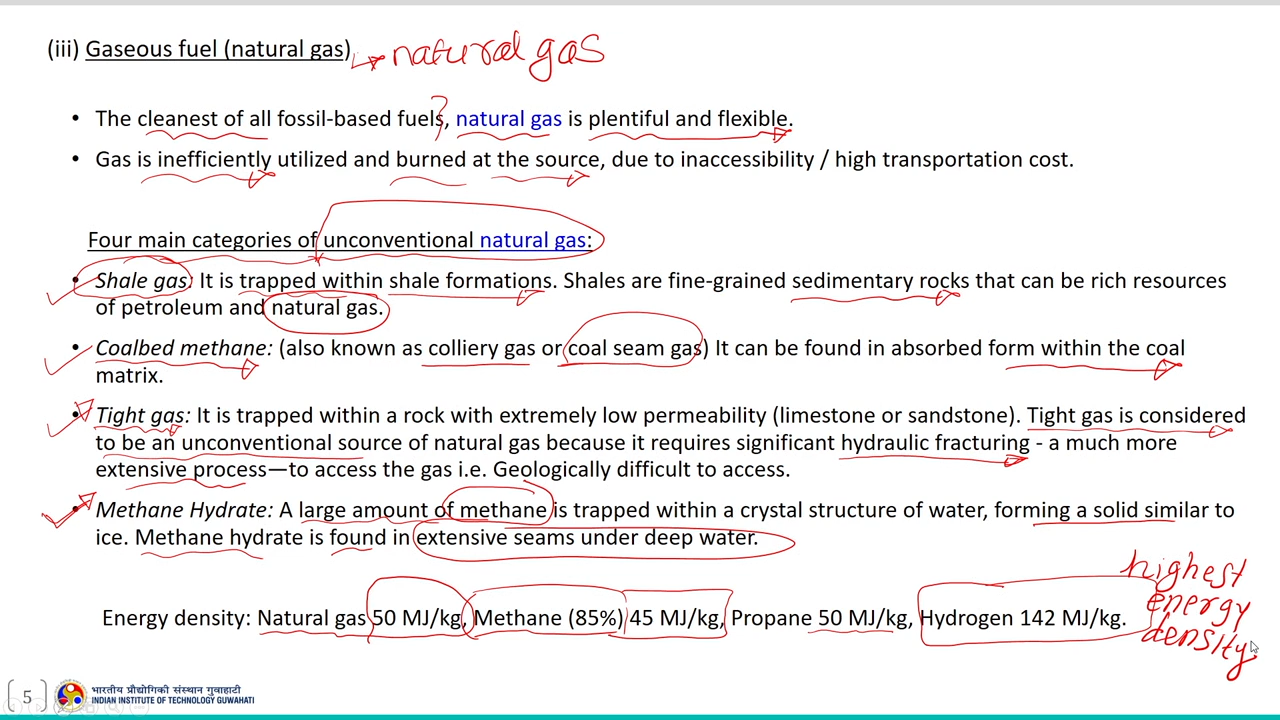 (iii) Gaseous fuel (natural gas) natural gas
• The cleanest of all fossil-based fuels, natural gas is plentiful and flexible.
• Gas is inefficiently utilized and burned at the source, due to inaccessibility / high transportation cost.
Four main categories of unconventional natural gas:
• Shale gas: It is trapped within shale formations. Shales are fine-grained sedimentary rocks that can be rich resources
of petroleum and natural gas.
• Coalbed methane: (also known as colliery gas or coal seam gas) It can be found in absorbed form within the coal
matrix.
• Tight gas: It is trapped within a rock with extremely low permeability (limestone or sandstone). Tight gas is considered
to be an unconventional source of natural gas because it requires significant hydraulic fracturing - a much more
extensive process—to access the gas i.e. Geologically difficult to access.
• Methane Hydrate: A large amount of methane is trapped within a crystal structure of water, forming a solid similar to
ice. Methane hydrate is found in extensive seams under deep water.
Energy density: Natural gas 50 MJ/kg, Methane (85%) 45 MJ/kg, Propane 50 MJ/kg, Hydrogen 142 MJ/kg.
highest
energy
density
5
भारतीय प्रौद्योगिकी संस्थान गुवाहाटी
INDIAN INSTITUTE OF TECHNOLOGY GUWAHATI